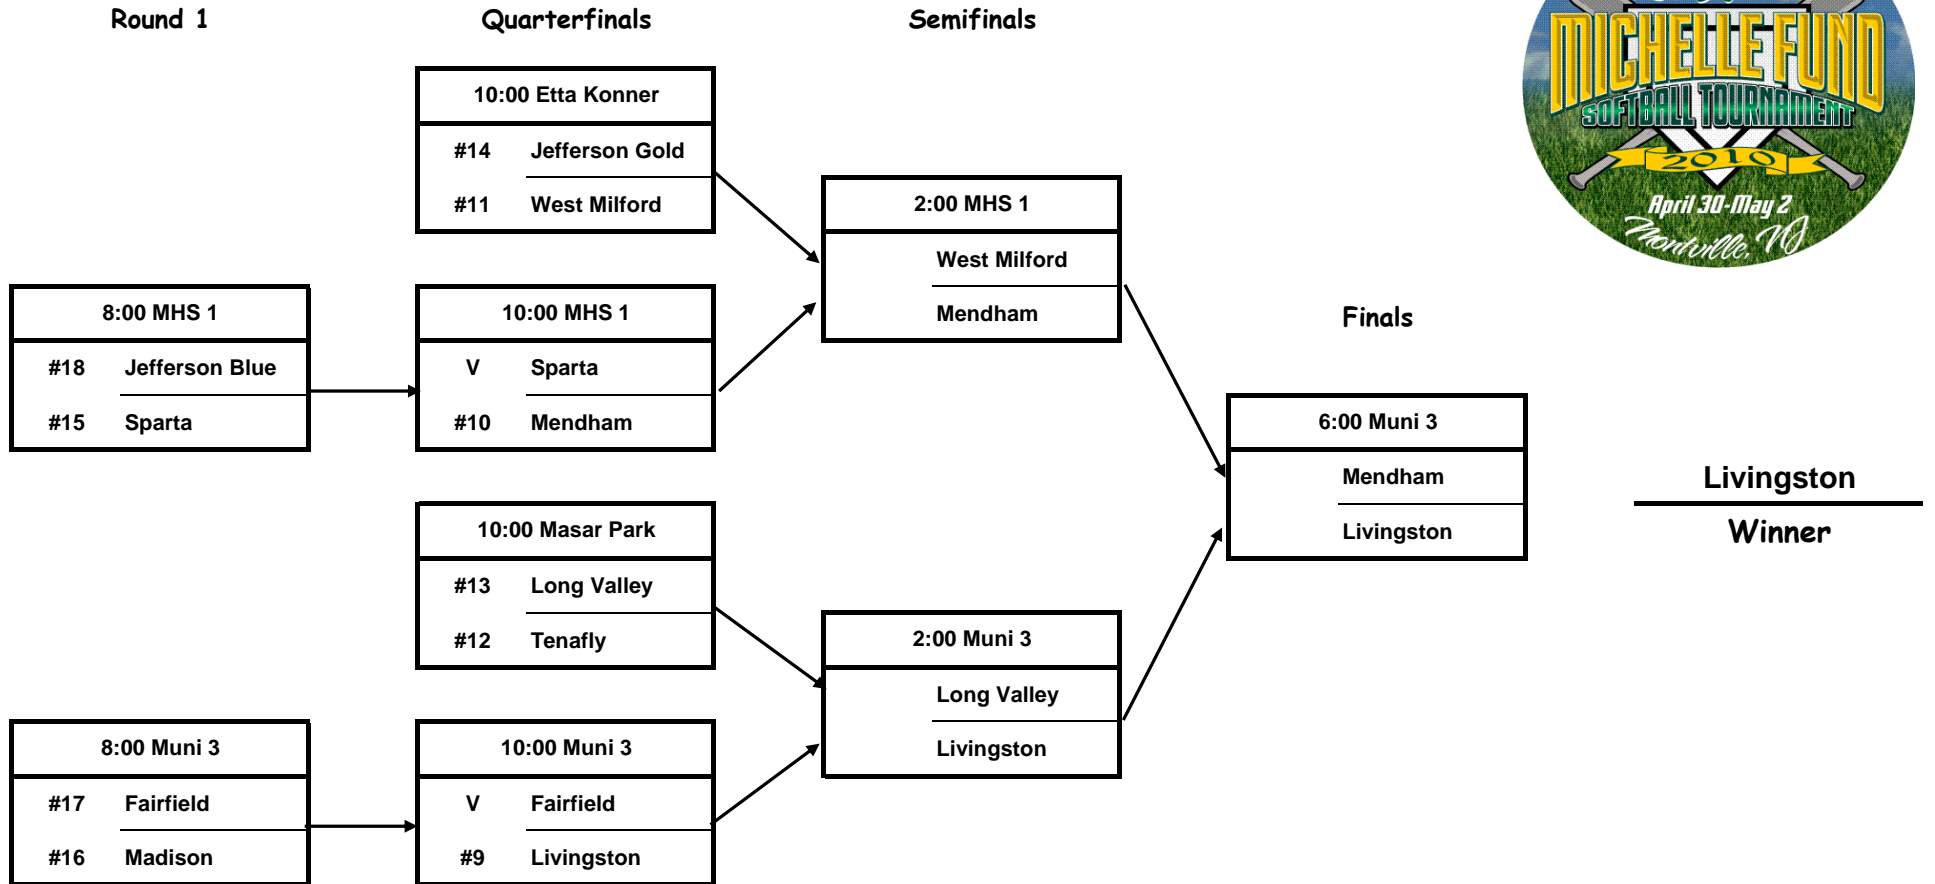 Round 1
Quarterfinals
Semifinals
MICHELLE FUND
SOFTBALL TOURNAMENT
2010
April 30-May 2
Montville, NJ
10:00 Etta Konner
#14 Jefferson Gold
#11 West Milford
2:00 MHS 1
West Milford
Mendham
8:00 MHS 1
#18 Jefferson Blue
#15 Sparta
10:00 MHS 1
V Sparta
#10 Mendham
Finals
6:00 Muni 3
Mendham
Livingston
Livingston
Winner
10:00 Masar Park
#13 Long Valley
#12 Tenafly
2:00 Muni 3
Long Valley
Livingston
8:00 Muni 3
#17 Fairfield
#16 Madison
10:00 Muni 3
V Fairfield
#9 Livingston